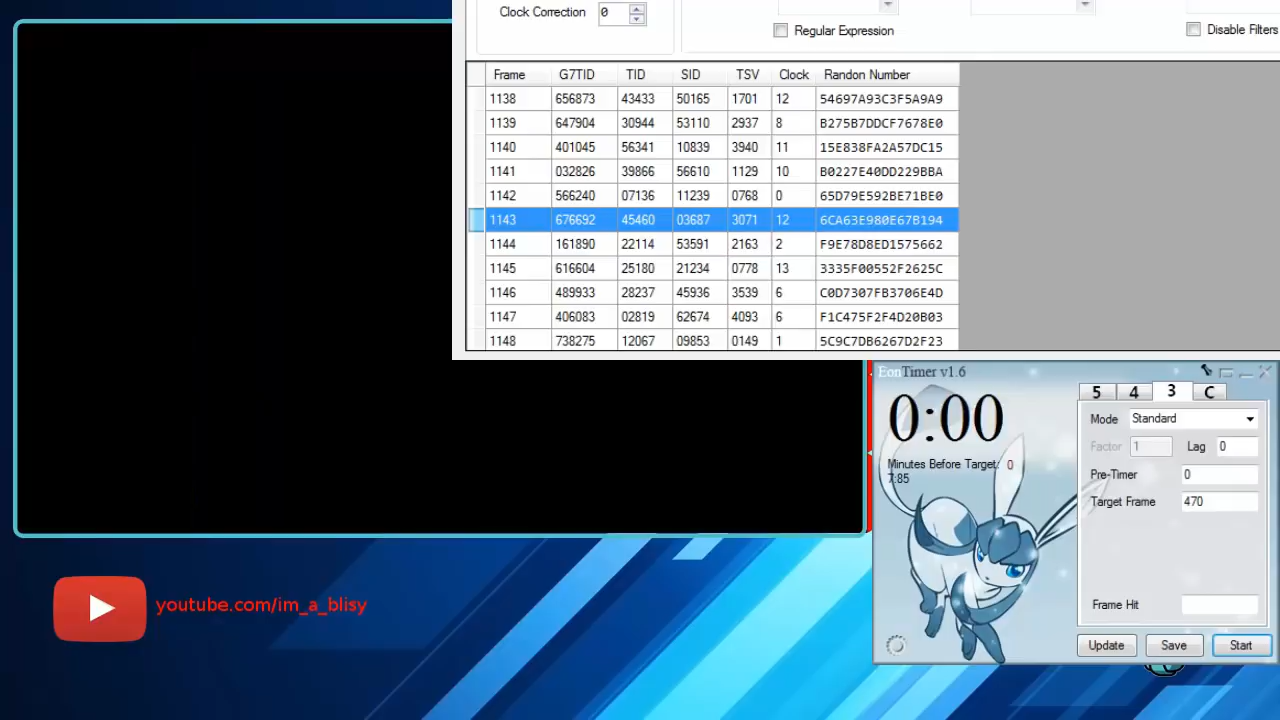 Clock Correction 0
Regular Expression
Disable Filters
Frame G7TID TID SID TSV Clock Randon Number
1138 656873 43433 50165 1701 12 54697A93C3F5A9A9
1139 647904 30944 53110 2937 8 B275B7DDCF7678E0
1140 401045 56341 10839 3940 11 15E838FA2A57DC15
1141 032826 39866 56610 1129 10 B0227E40DD229BBA
1142 566240 07136 11239 0768 0 65D79E592BE71BE0
1143 676692 45460 03687 3071 12 6CA63E980E67B194
1144 161890 22114 53591 2163 2 F9E78D8ED1575662
1145 616604 25180 21234 0778 13 3335F00552F2625C
1146 489933 28237 45936 3539 6 C0D7307FB3706E4D
1147 406083 02819 62674 4093 6 F1C475F2F4D20B03
1148 738275 12067 09853 0149 1 5C9C7DB6267D2F23
EonTimer v1.6
0:00
Minutes Before Target: 0
7:85
5 4 3 C
Mode Standard
Factor 1 Lag 0
Pre-Timer 0
Target Frame 470
Frame Hit
Update Save Start
youtube.com/im_a_blisy